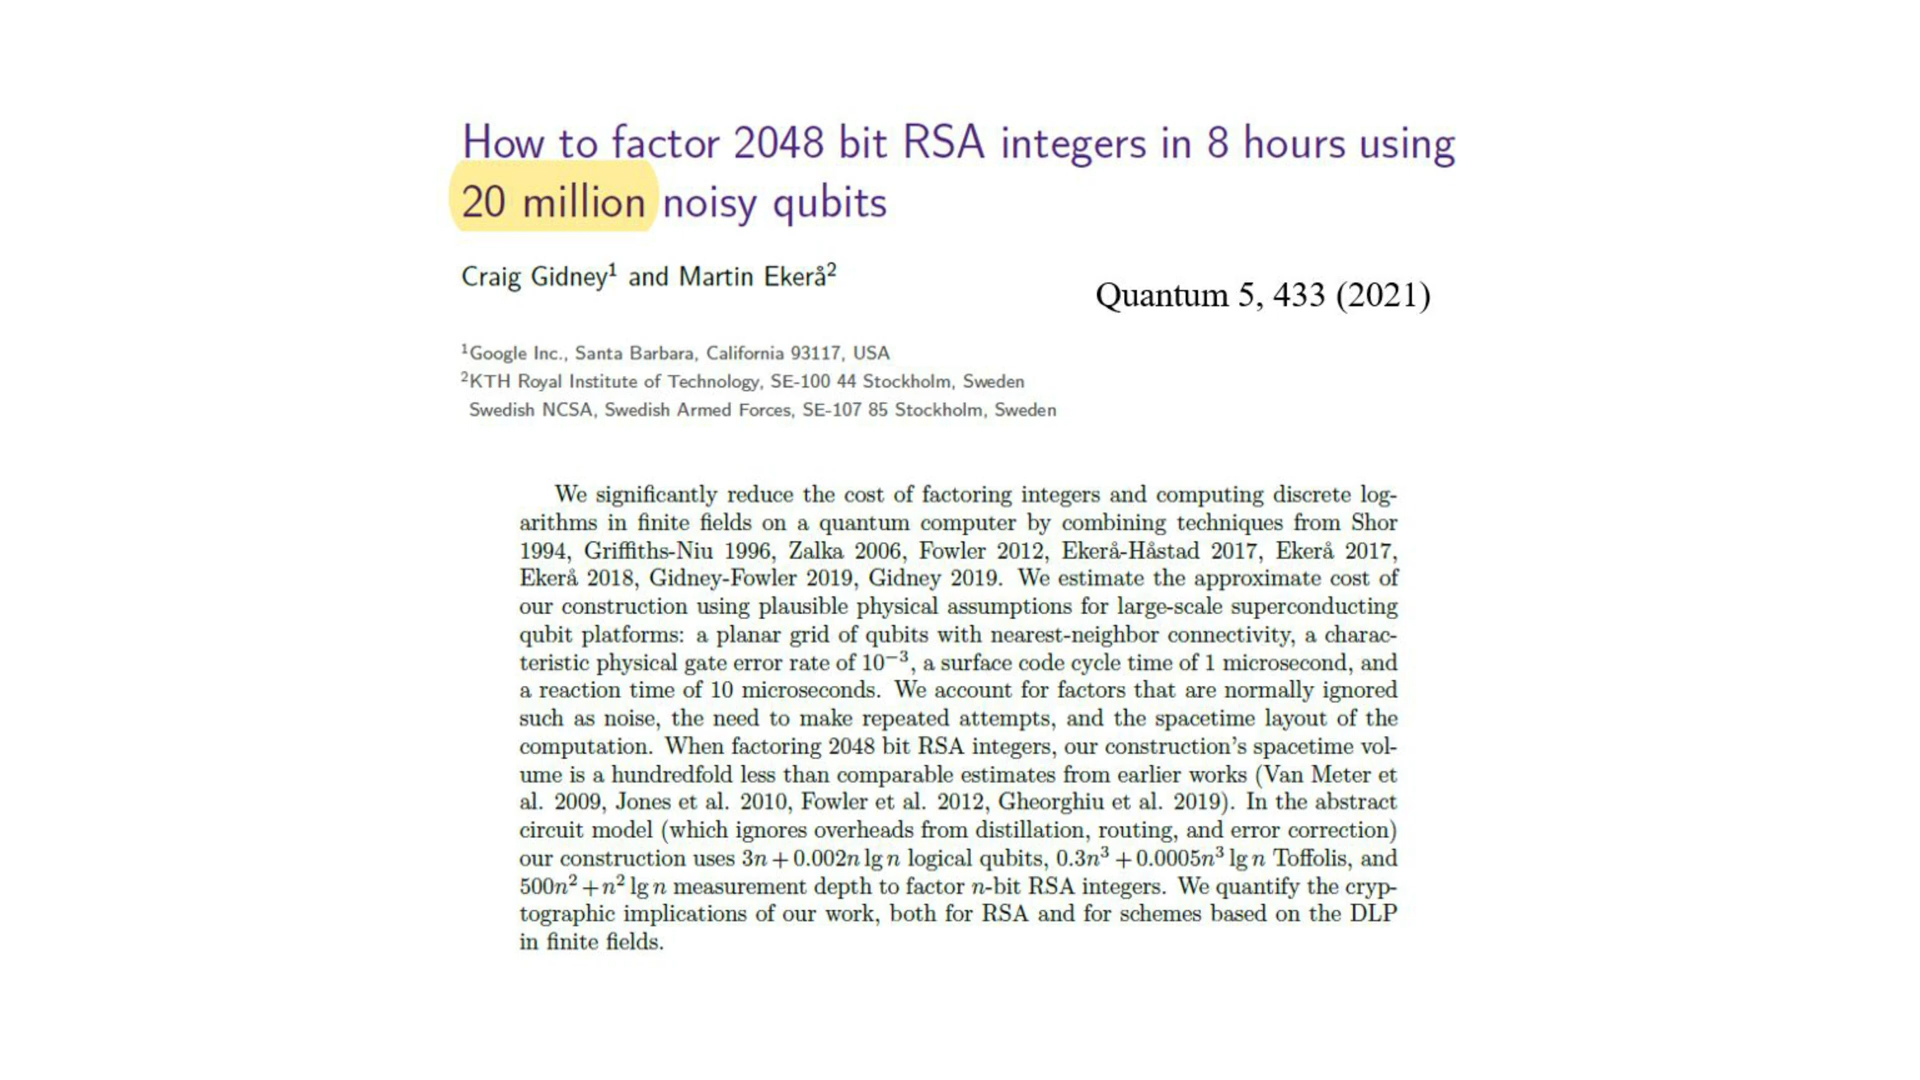 How to factor 2048 bit RSA integers in 8 hours using
20 million noisy qubits
Craig Gidney¹ and Martin Ekerå²
Quantum 5, 433 (2021)
¹Google Inc., Santa Barbara, California 93117, USA
²KTH Royal Institute of Technology, SE-100 44 Stockholm, Sweden
Swedish NCSA, Swedish Armed Forces, SE-107 85 Stockholm, Sweden
We significantly reduce the cost of factoring integers and computing discrete log-
arithms in finite fields on a quantum computer by combining techniques from Shor
1994, Griffiths-Niu 1996, Zalka 2006, Fowler 2012, Ekerå-Håstad 2017, Ekerå 2017,
Ekerå 2018, Gidney-Fowler 2019, Gidney 2019. We estimate the approximate cost of
our construction using plausible physical assumptions for large-scale superconducting
qubit platforms: a planar grid of qubits with nearest-neighbor connectivity, a charac-
teristic physical gate error rate of 10⁻³, a surface code cycle time of 1 microsecond, and
a reaction time of 10 microseconds. We account for factors that are normally ignored
such as noise, the need to make repeated attempts, and the spacetime layout of the
computation. When factoring 2048 bit RSA integers, our construction's spacetime vol-
ume is a hundredfold less than comparable estimates from earlier works (Van Meter et
al. 2009, Jones et al. 2010, Fowler et al. 2012, Gheorghiu et al. 2019). In the abstract
circuit model (which ignores overheads from distillation, routing, and error correction)
our construction uses 3n + 0.002n lg n logical qubits, 0.3n³ + 0.0005n³ lg n Toffolis, and
500n² + n² lg n measurement depth to factor n-bit RSA integers. We quantify the cryp-
tographic implications of our work, both for RSA and for schemes based on the DLP
in finite fields.